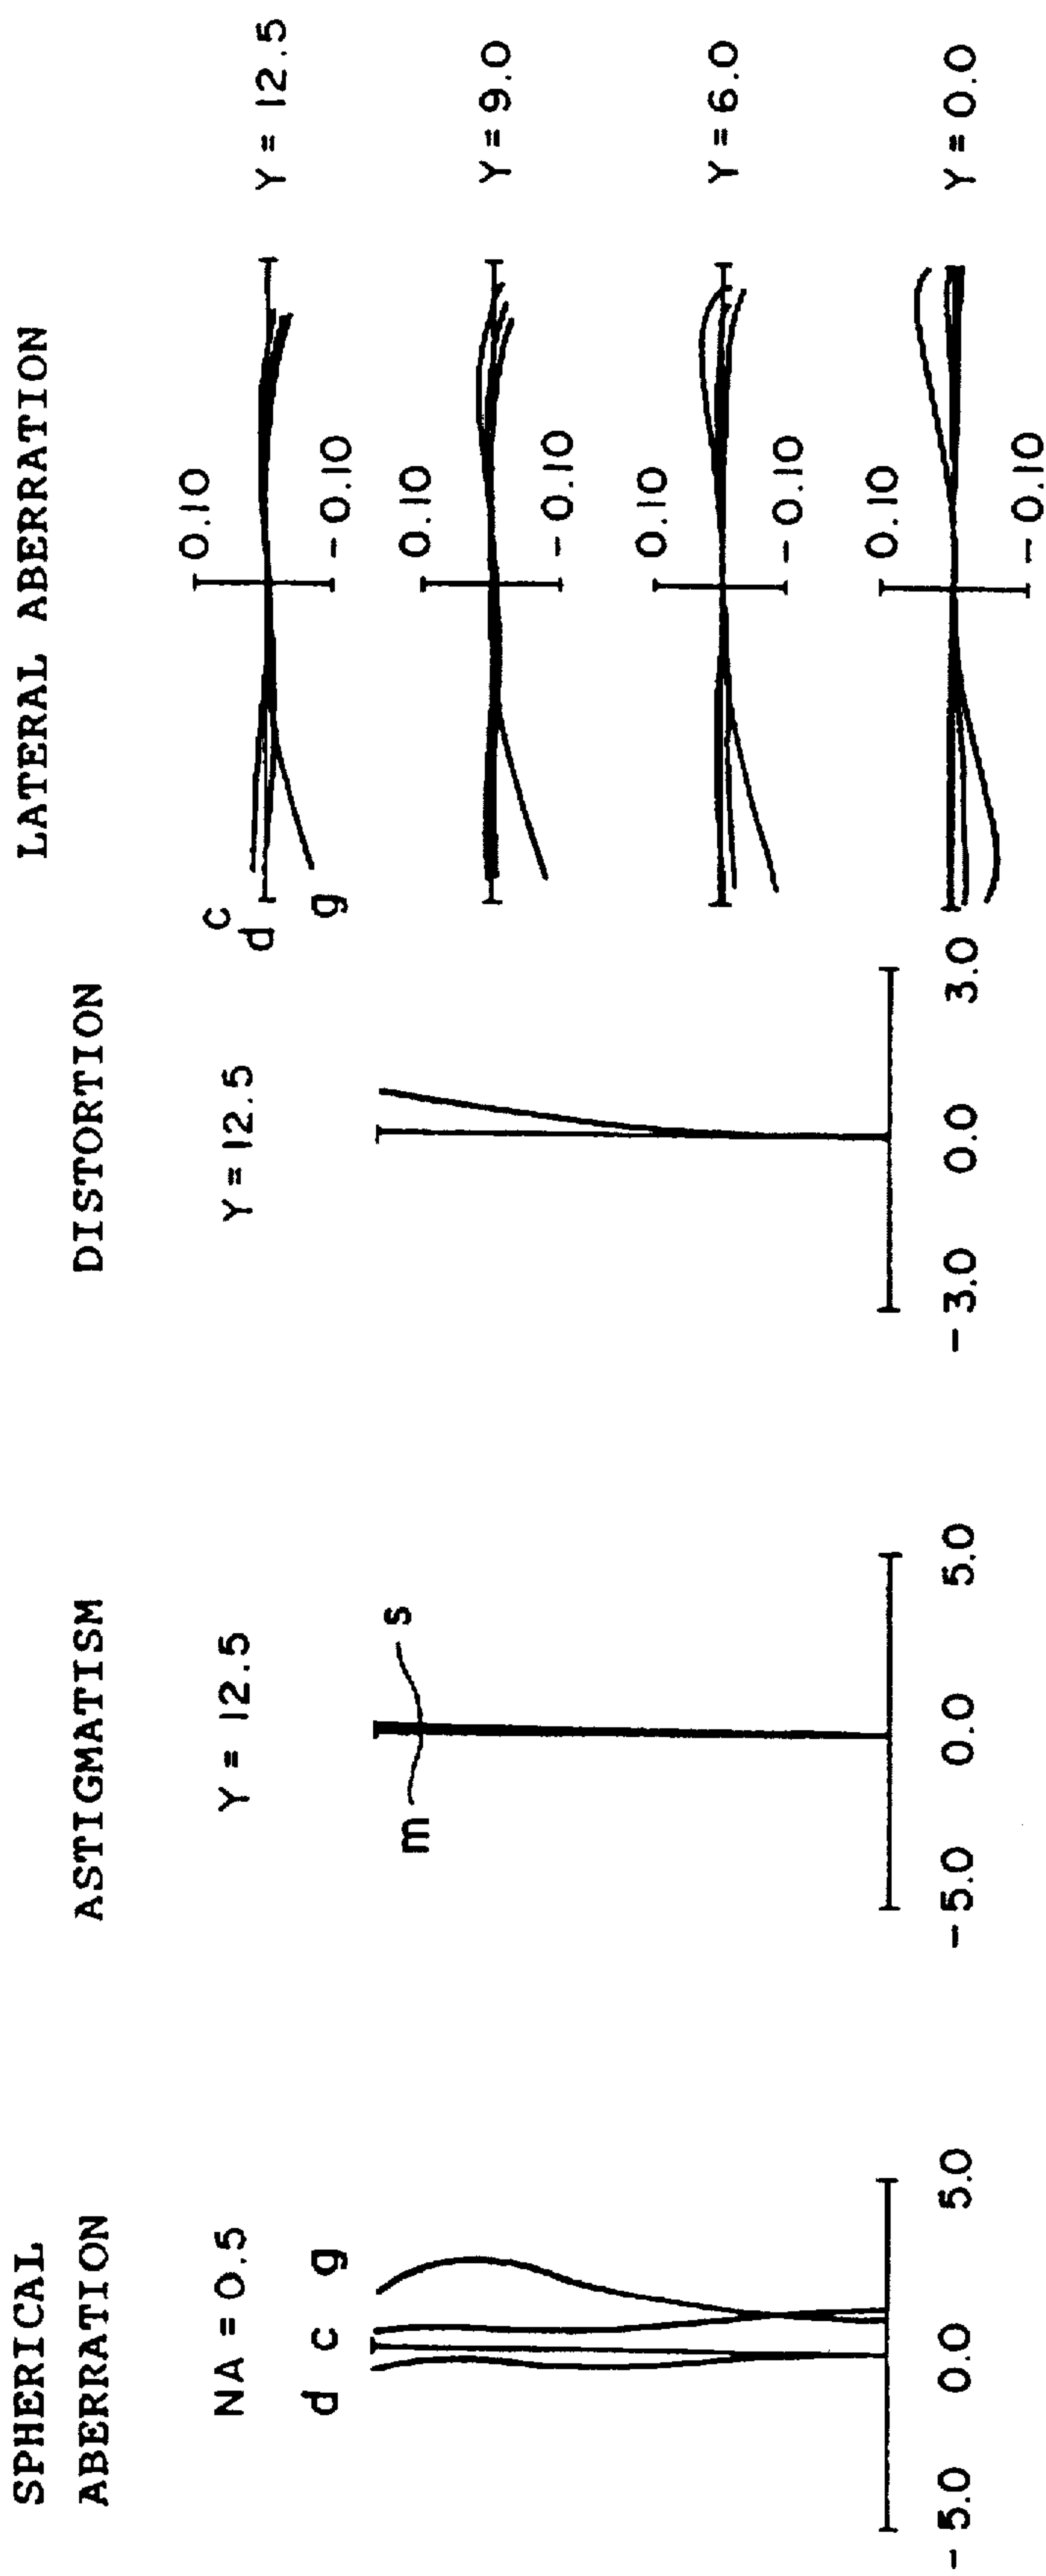 SPHERICAL
ABERRATION
NA = 0.5
d c g
-5.0 0.0 5.0
ASTIGMATISM
Y = 12.5
m s
-5.0 0.0 5.0
DISTORTION
Y = 12.5
-3.0 0.0 3.0
LATERAL ABERRATION
c
d
g
0.10
-0.10
Y = 12.5
0.10
-0.10
Y = 9.0
0.10
-0.10
Y = 6.0
0.10
-0.10
Y = 0.0